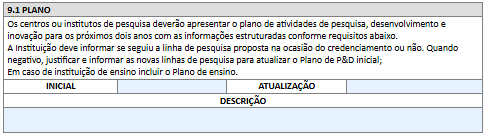 9.1 PLANO
Os centros ou institutos de pesquisa deverão apresentar o plano de atividades de pesquisa, desenvolvimento e
inovação para os próximos dois anos com as informações estruturadas conforme requisitos abaixo.
A Instituição deve informar se seguiu a linha de pesquisa proposta na ocasião do credenciamento ou não. Quando
negativo, justificar e informar as novas linhas de pesquisa para atualizar o Plano de P&D inicial;
Em caso de instituição de ensino incluir o Plano de ensino.
INICIAL ATUALIZAÇÃO
DESCRIÇÃO